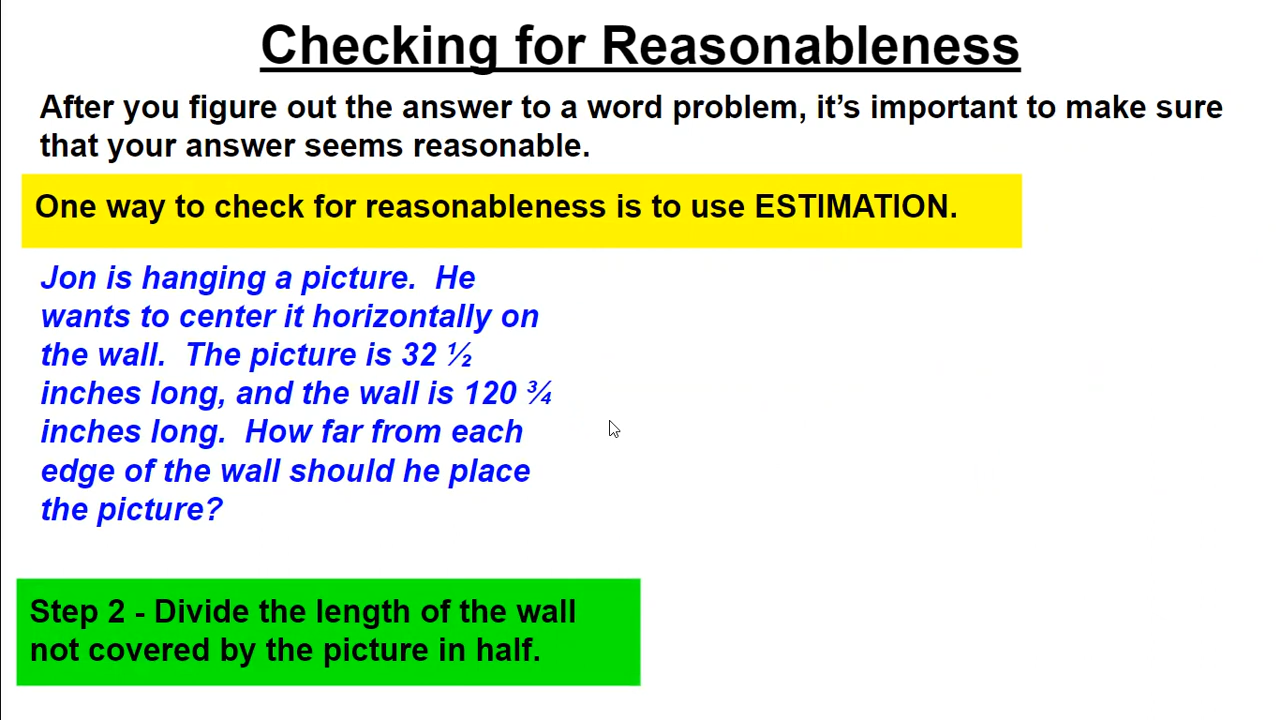 Checking for Reasonableness
After you figure out the answer to a word problem, it’s important to make sure
that your answer seems reasonable.
One way to check for reasonableness is to use ESTIMATION.
Jon is hanging a picture.  He
wants to center it horizontally on
the wall.  The picture is 32 ½
inches long, and the wall is 120 ¾
inches long.  How far from each
edge of the wall should he place
the picture?
Step 2 - Divide the length of the wall
not covered by the picture in half.